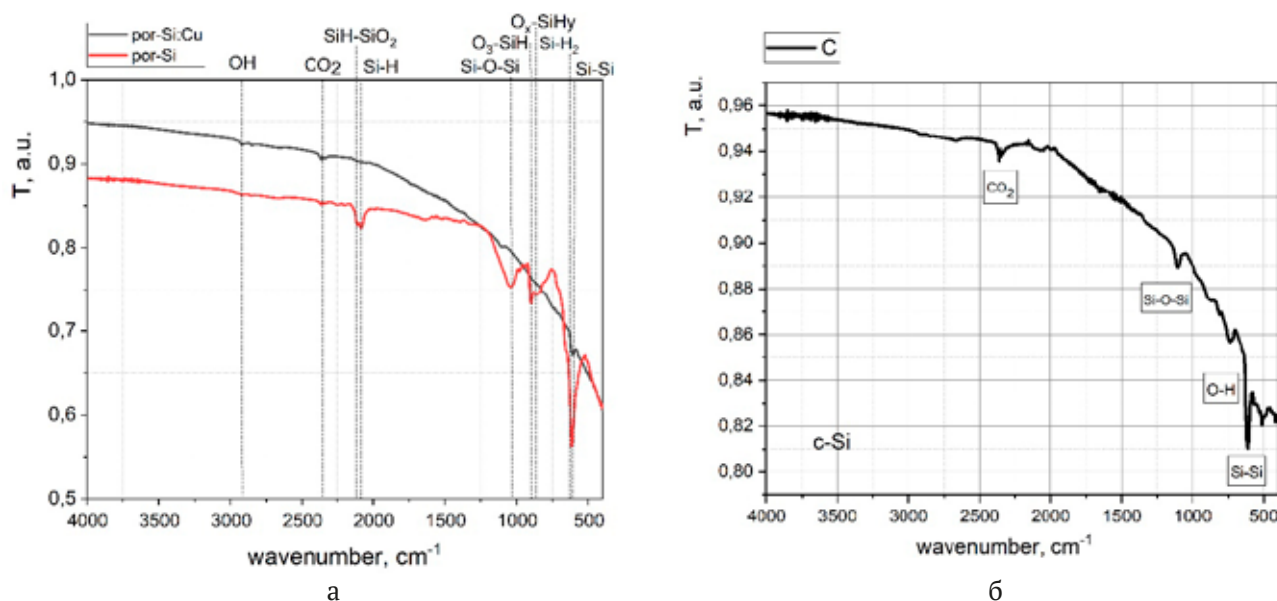 por-Si:Cu
por-Si
SiH-SiO2
Ox-SiHy
O3-SiH
Si-H2
OH
CO2
Si-H
Si-O-Si
Si-Si
1,0
0,9
0,8
0,7
0,6
0,5
T, a.u.
4000 3500 3000 2500 2000 1500 1000 500
wavenumber, cm-1
а
C
0,96
0,94
0,92
0,90
0,88
0,86
0,84
0,82
0,80
T, a.u.
CO2
Si-O-Si
O-H
Si-Si
c-Si
4000 3500 3000 2500 2000 1500 1000 500
wavenumber, cm-1
б